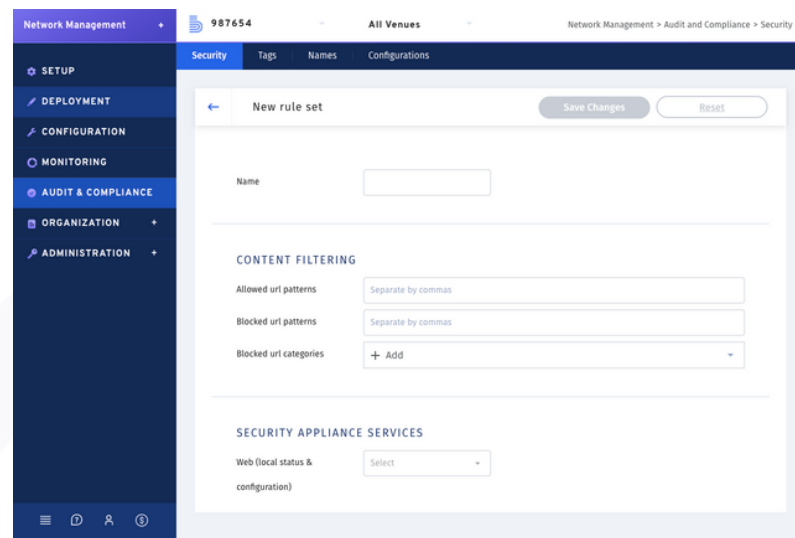 Network Management +
987654
All Venues
Network Management > Audit and Compliance > Security
Security Tags Names Configurations
SETUP
DEPLOYMENT
CONFIGURATION
MONITORING
AUDIT & COMPLIANCE
ORGANIZATION +
ADMINISTRATION +
← New rule set
Save Changes
Reset
Name
CONTENT FILTERING
Allowed url patterns
Separate by commas
Blocked url patterns
Separate by commas
Blocked url categories
+ Add
SECURITY APPLIANCE SERVICES
Web (local status &
configuration)
Select